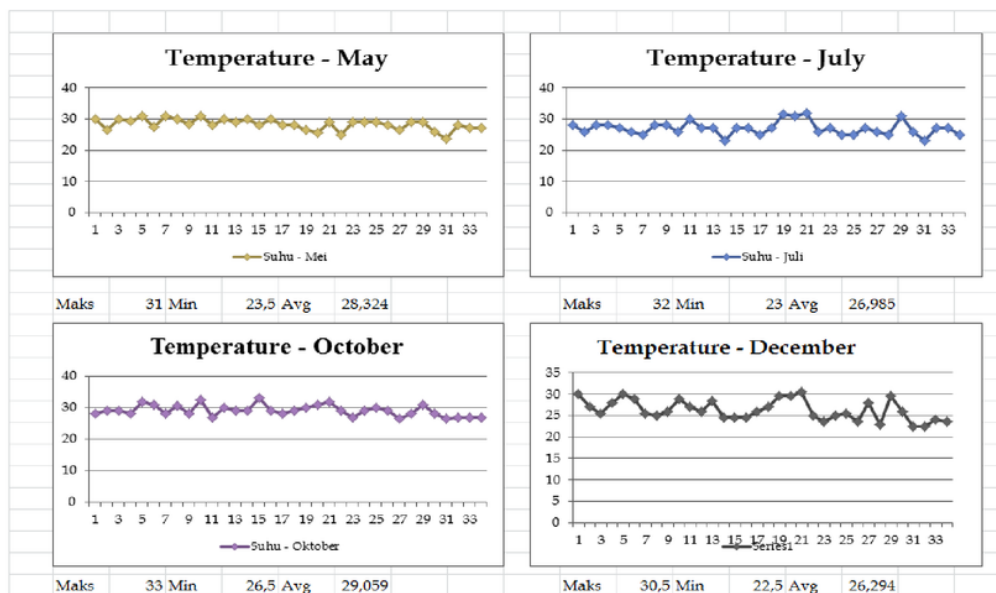 Temperature - May
40
30
20
10
0
1 3 5 7 9 11 13 15 17 19 21 23 25 27 29 31 33
Suhu - Mei
Maks 31 Min 23,5 Avg 28,324
Temperature - July
40
30
20
10
0
1 3 5 7 9 11 13 15 17 19 21 23 25 27 29 31 33
Suhu - Juli
Maks 32 Min 23 Avg 26,985
Temperature - October
40
30
20
10
0
1 3 5 7 9 11 13 15 17 19 21 23 25 27 29 31 33
Suhu - Oktober
Maks 33 Min 26,5 Avg 29,059
Temperature - December
35
30
25
20
15
10
5
0
1 3 5 7 9 11 13 15 17 19 21 23 25 27 29 31 33
Series1
Maks 30,5 Min 22,5 Avg 26,294